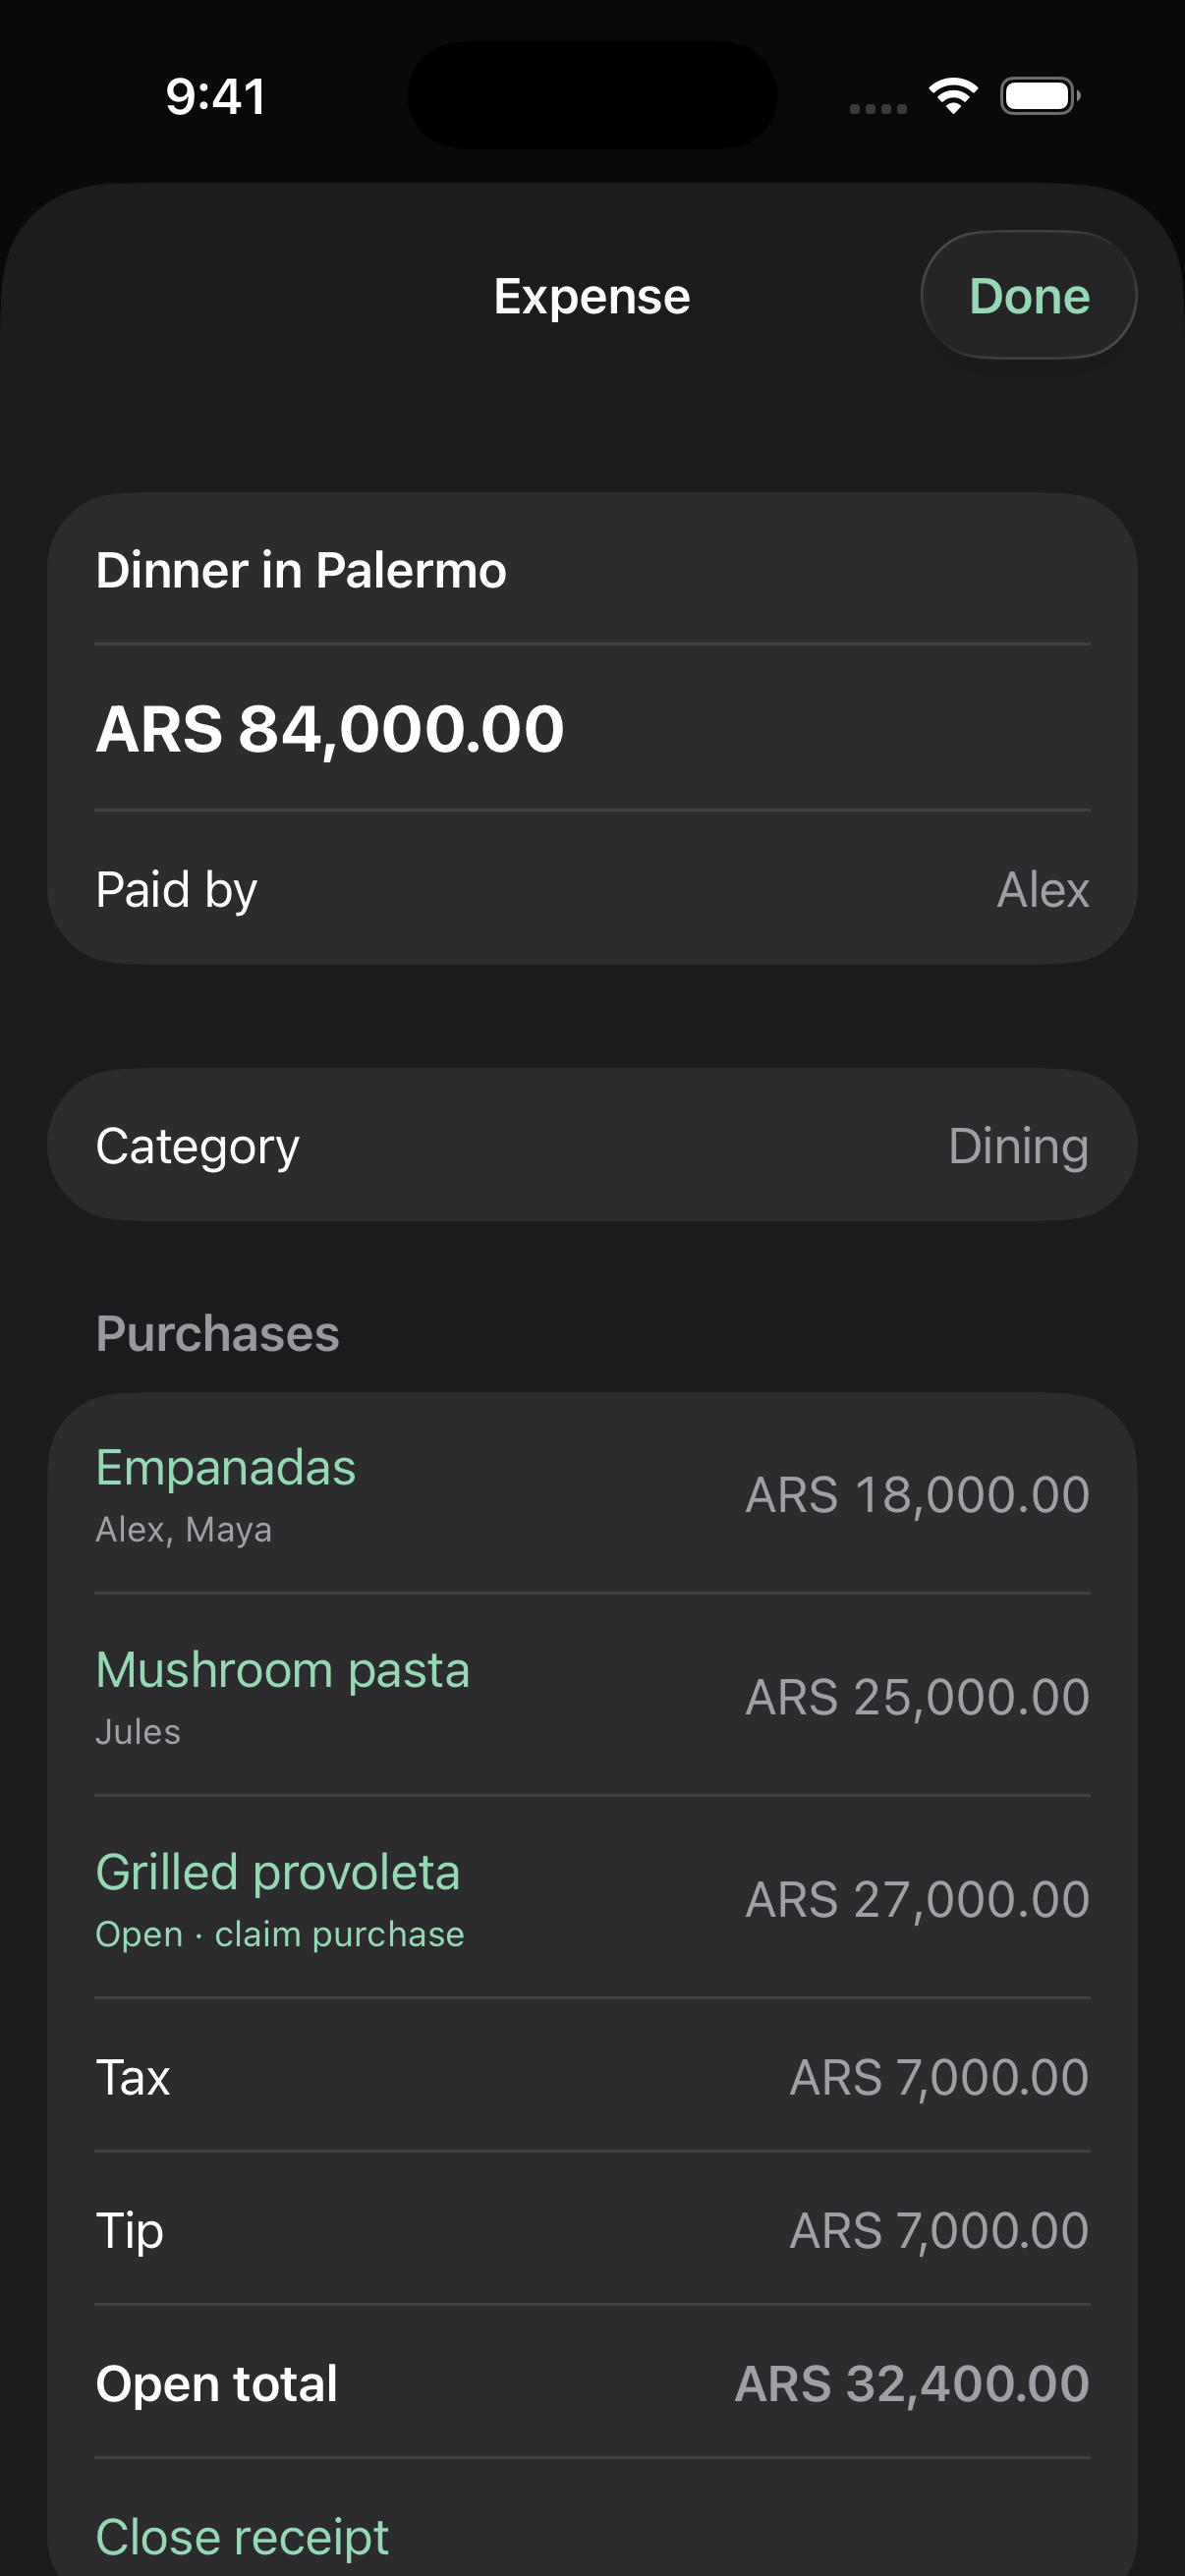 9:41
Expense
Done
Dinner in Palermo
ARS 84,000.00
Paid by
Alex
Category
Dining
Purchases
Empanadas
Alex, Maya
ARS 18,000.00
Mushroom pasta
Jules
ARS 25,000.00
Grilled provoleta
Open · claim purchase
ARS 27,000.00
Tax
ARS 7,000.00
Tip
ARS 7,000.00
Open total
ARS 32,400.00
Close receipt